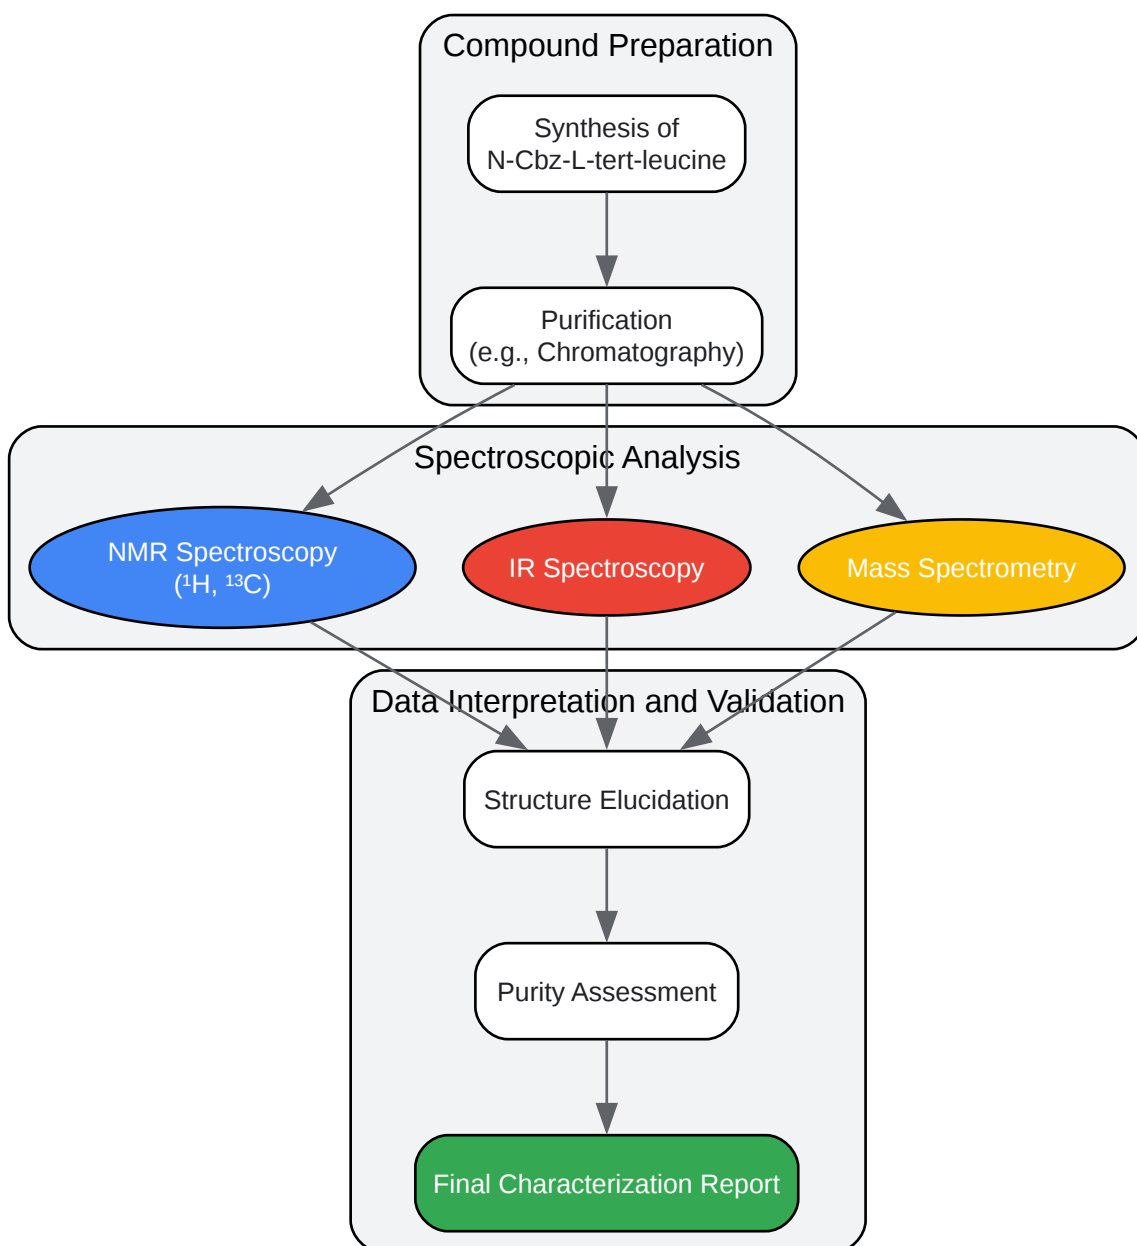 Compound Preparation
Synthesis of
N-Cbz-L-tert-leucine
Purification
(e.g., Chromatography)
Spectroscopic Analysis
NMR Spectroscopy
(¹H, ¹³C)
IR Spectroscopy
Mass Spectrometry
Data Interpretation and Validation
Structure Elucidation
Purity Assessment
Final Characterization Report